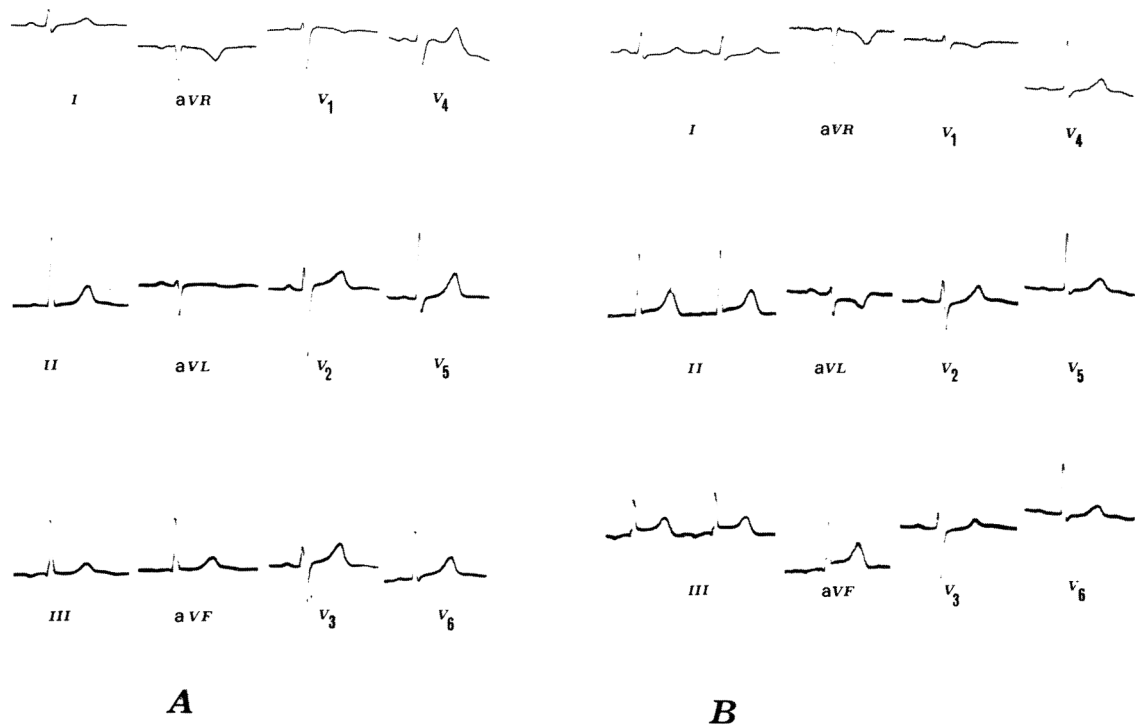 I aVR V1 V4 I aVR V1 V4
II aVL V2 V5 II aVL V2 V5
III aVF V3 V6 III aVF V3 V6
A B